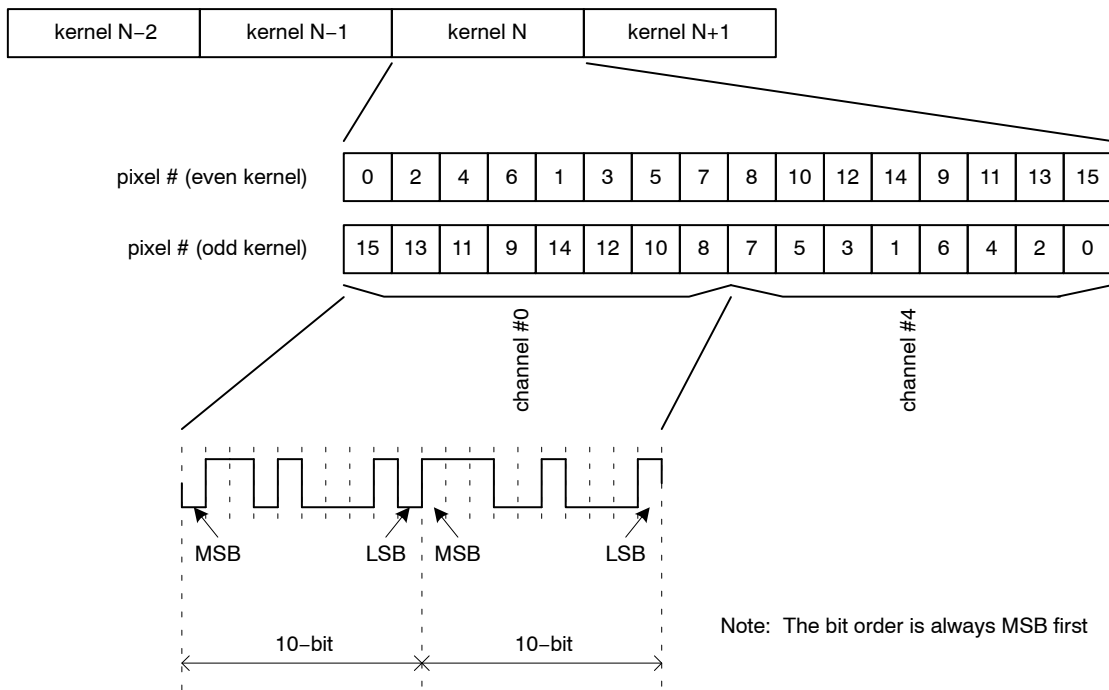 kernel N−2 kernel N−1 kernel N kernel N+1
pixel # (even kernel) 0 2 4 6 1 3 5 7 8 10 12 14 9 11 13 15
pixel # (odd kernel) 15 13 11 9 14 12 10 8 7 5 3 1 6 4 2 0
channel #0 channel #4
MSB LSB MSB LSB
10−bit 10−bit
Note: The bit order is always MSB first